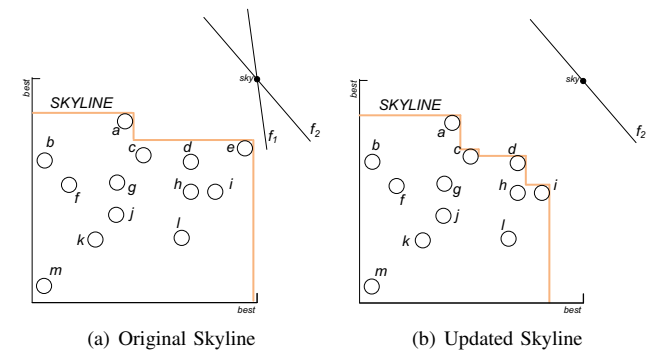 best
SKYLINE
sky
a
f1
f2
c
d
e
b
f
g
h
i
j
k
l
m
best
(a) Original Skyline
best
SKYLINE
sky
a
f2
c
d
b
f
g
h
i
j
k
l
m
best
(b) Updated Skyline